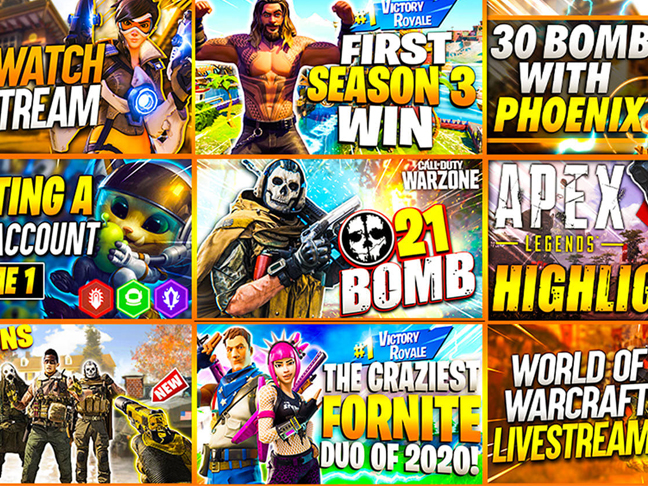 WATCH
TREAM
#1 VICTORY ROYALE
FIRST
SEASON 3
WIN
30 BOMB
WITH
PHOENIX
TING A
ACCOUNT
ME 1
CALL OF DUTY
WARZONE
21
BOMB
APEX
LEGENDS
HIGHLIG
NS
NEW
#1 VICTORY ROYALE
THE CRAZIEST
FORNITE
DUO OF 2020!
WORLD OF
WARCRAFT
LIVESTREAM